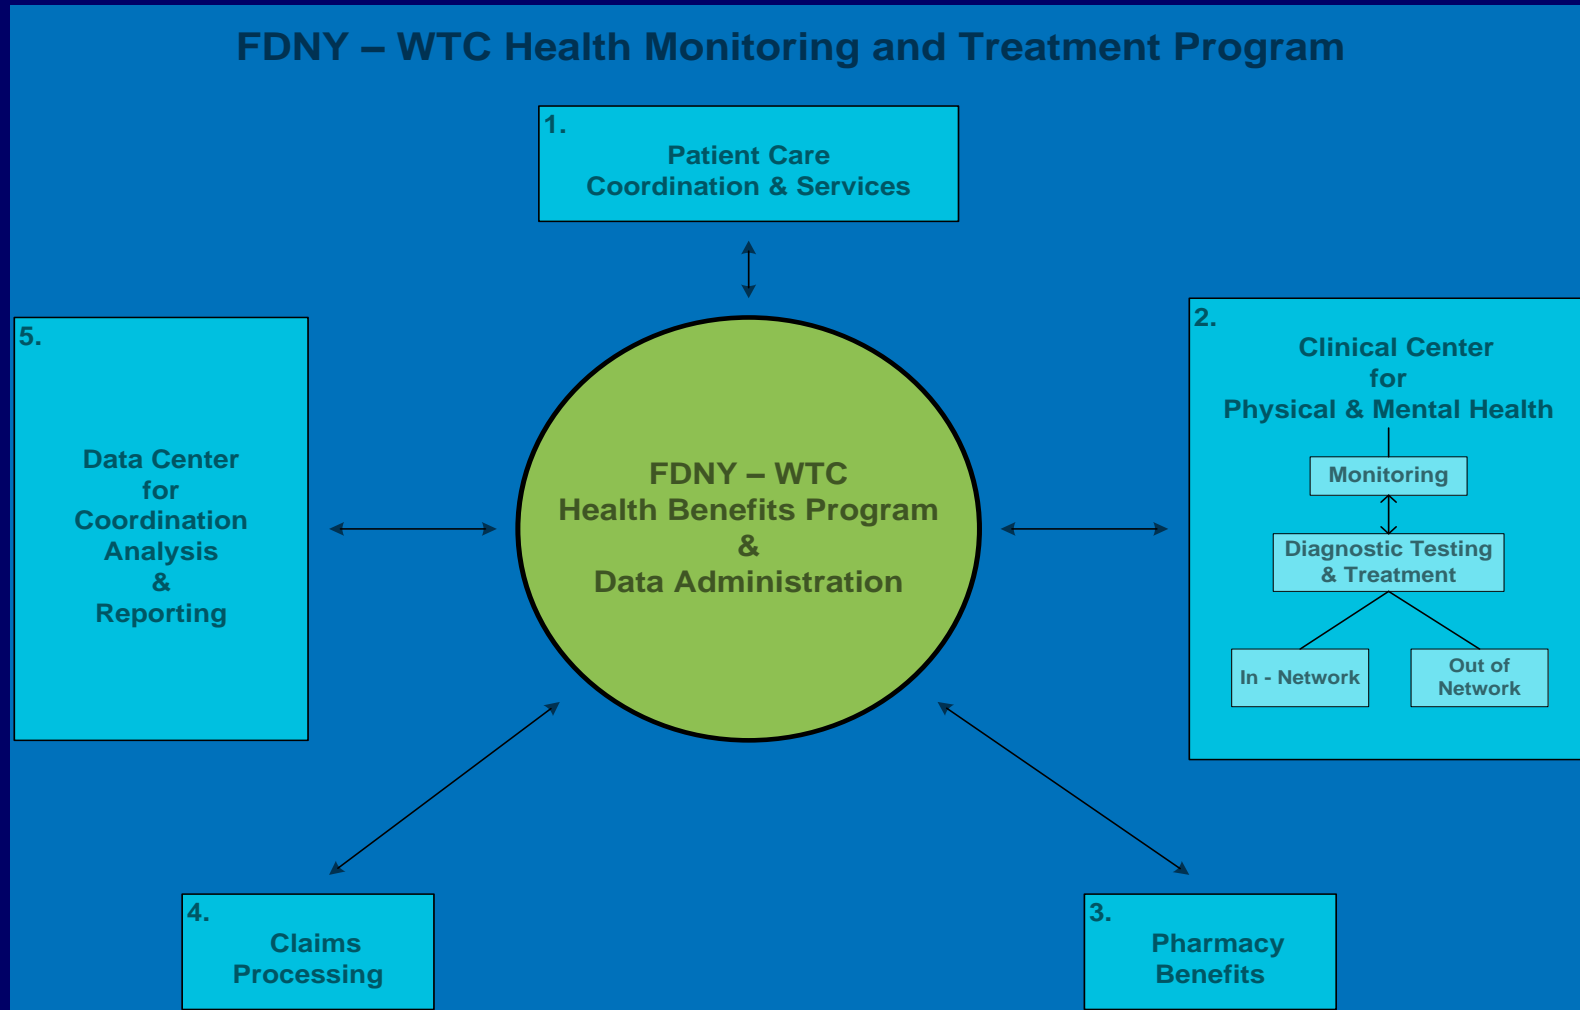 FDNY – WTC Health Monitoring and Treatment Program
1.
Patient Care
Coordination & Services
2.
Clinical Center
for
Physical & Mental Health
Monitoring
Diagnostic Testing
& Treatment
In - Network
Out of
Network
3.
Pharmacy
Benefits
4.
Claims
Processing
5.
Data Center
for
Coordination
Analysis
&
Reporting
FDNY – WTC
Health Benefits Program
&
Data Administration